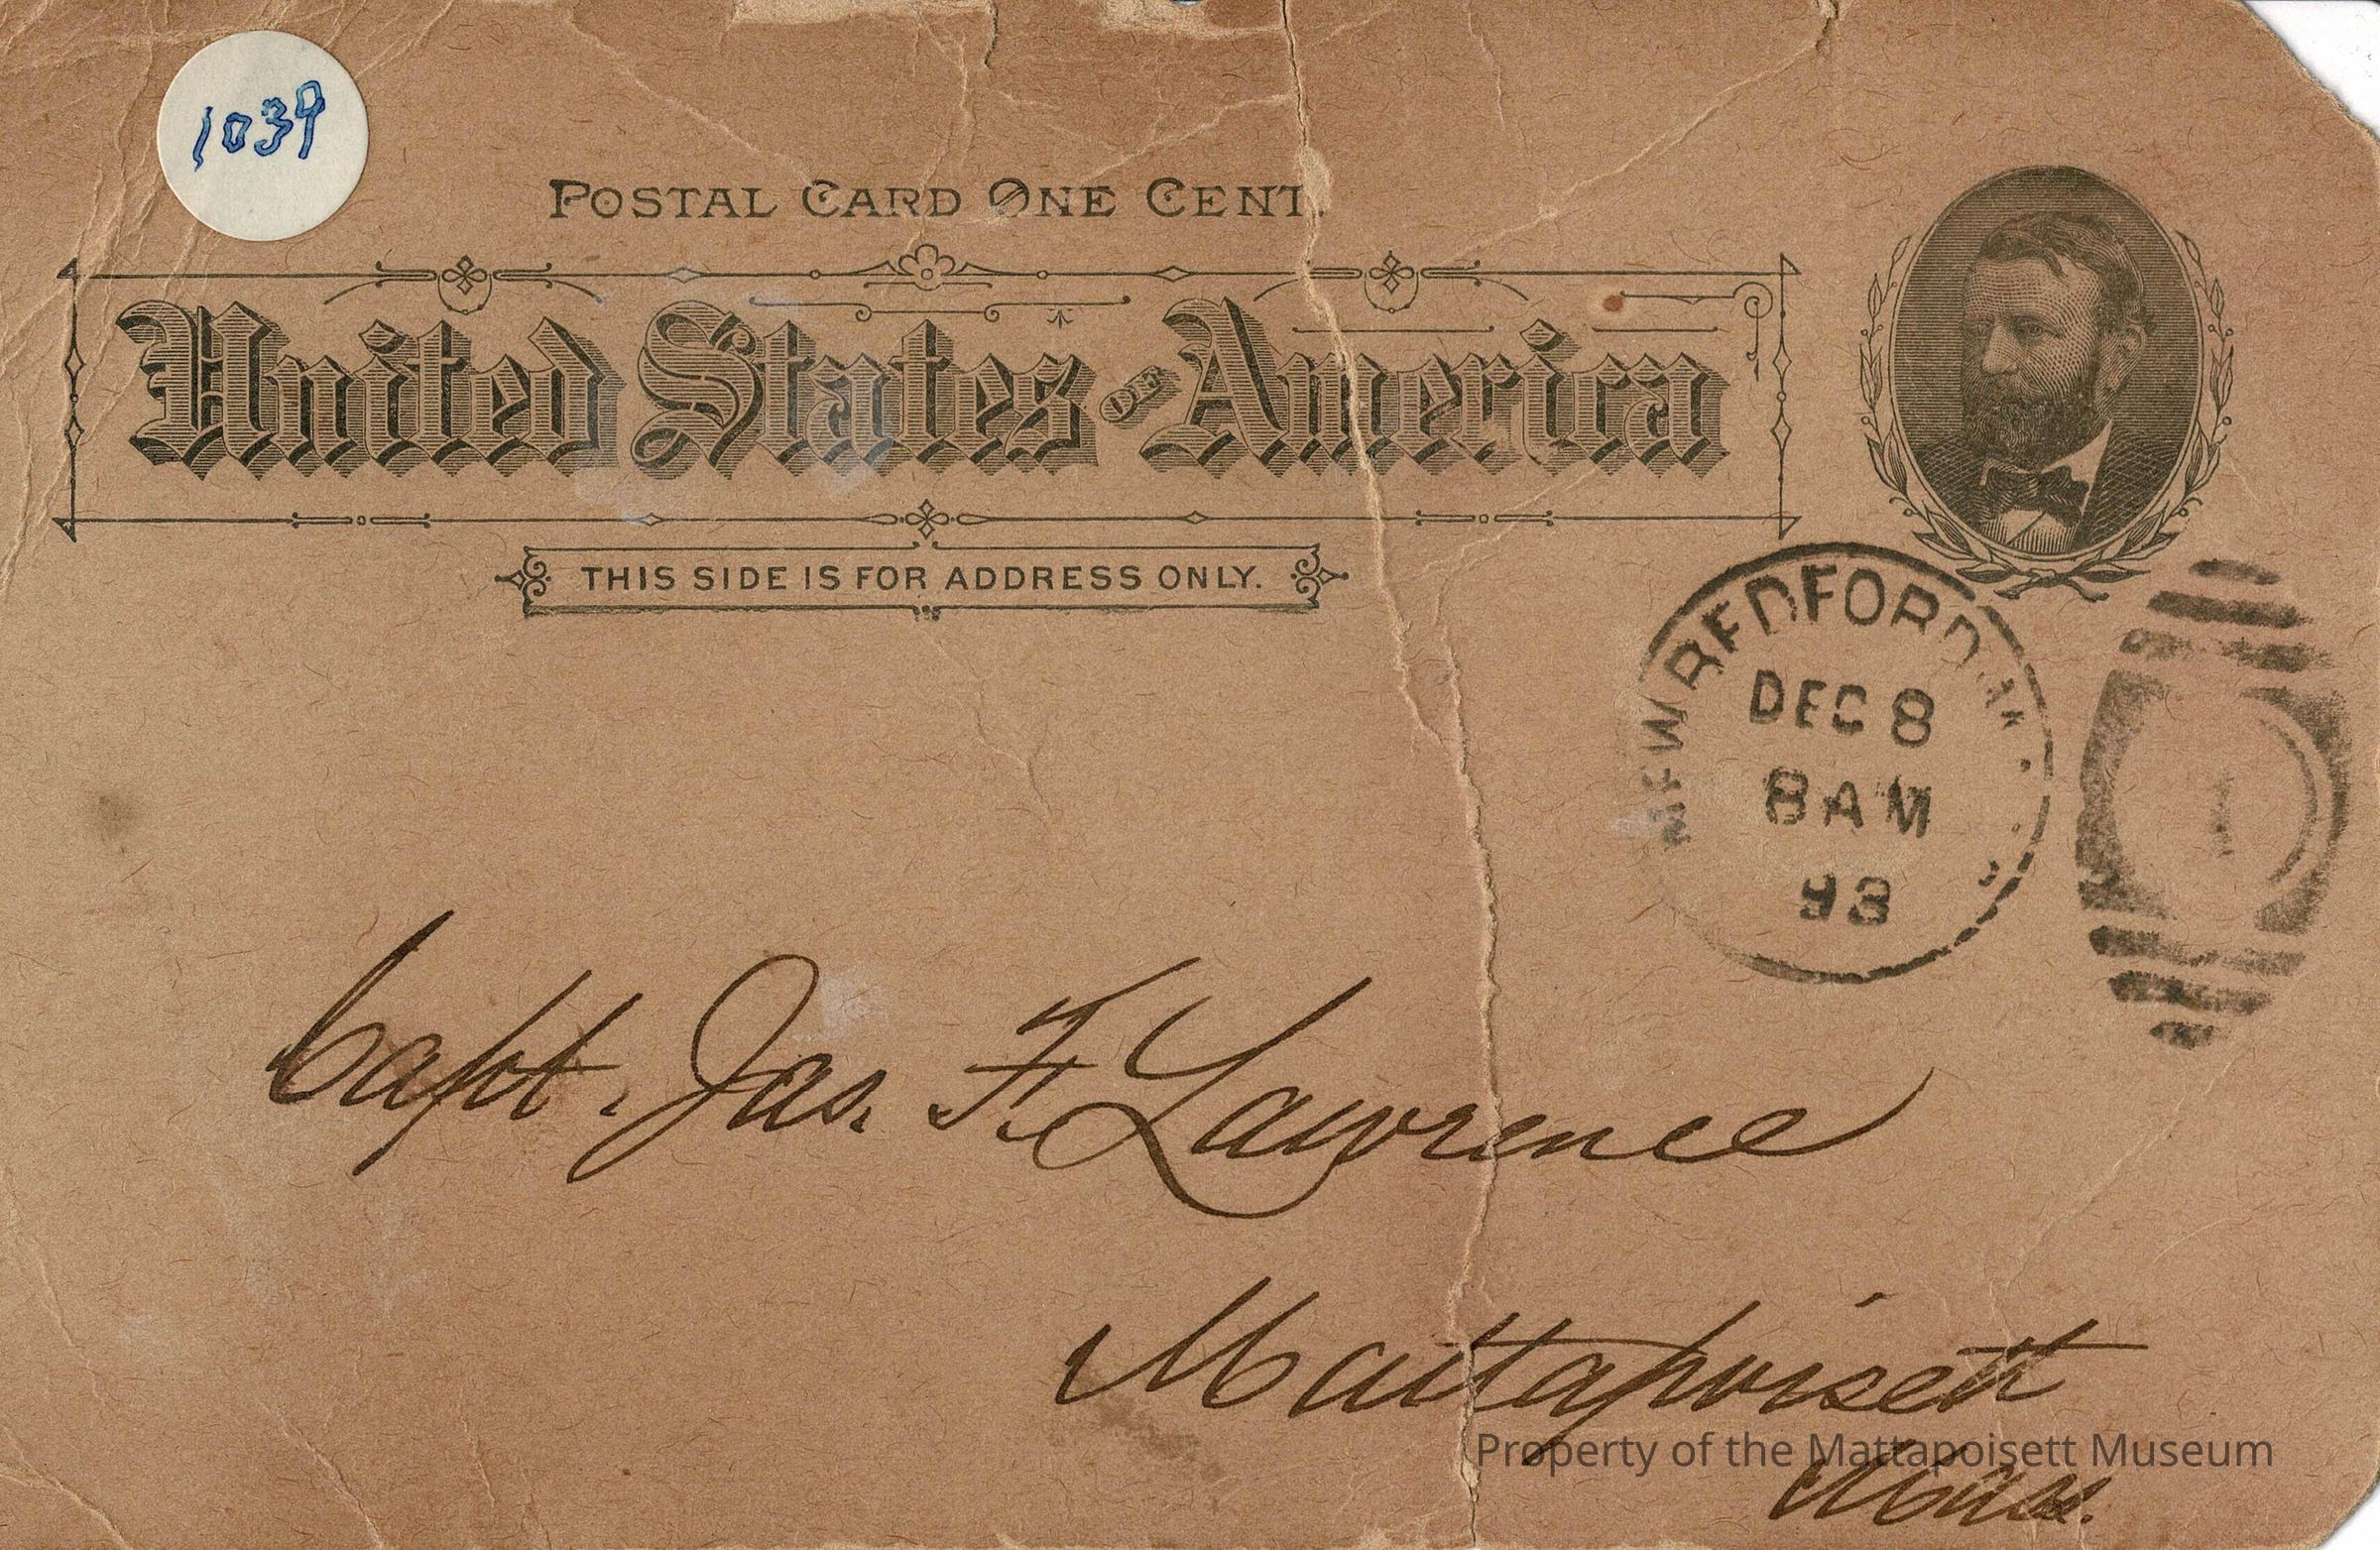 1039
POSTAL CARD ONE CENT.
United States OF America
THIS SIDE IS FOR ADDRESS ONLY.
NEW BEDFORD
DEC 8
8 AM
93
1
Capt. Jas. F. Lawrence
Mattapoisett
Mass.
Property of the Mattapoisett Museum